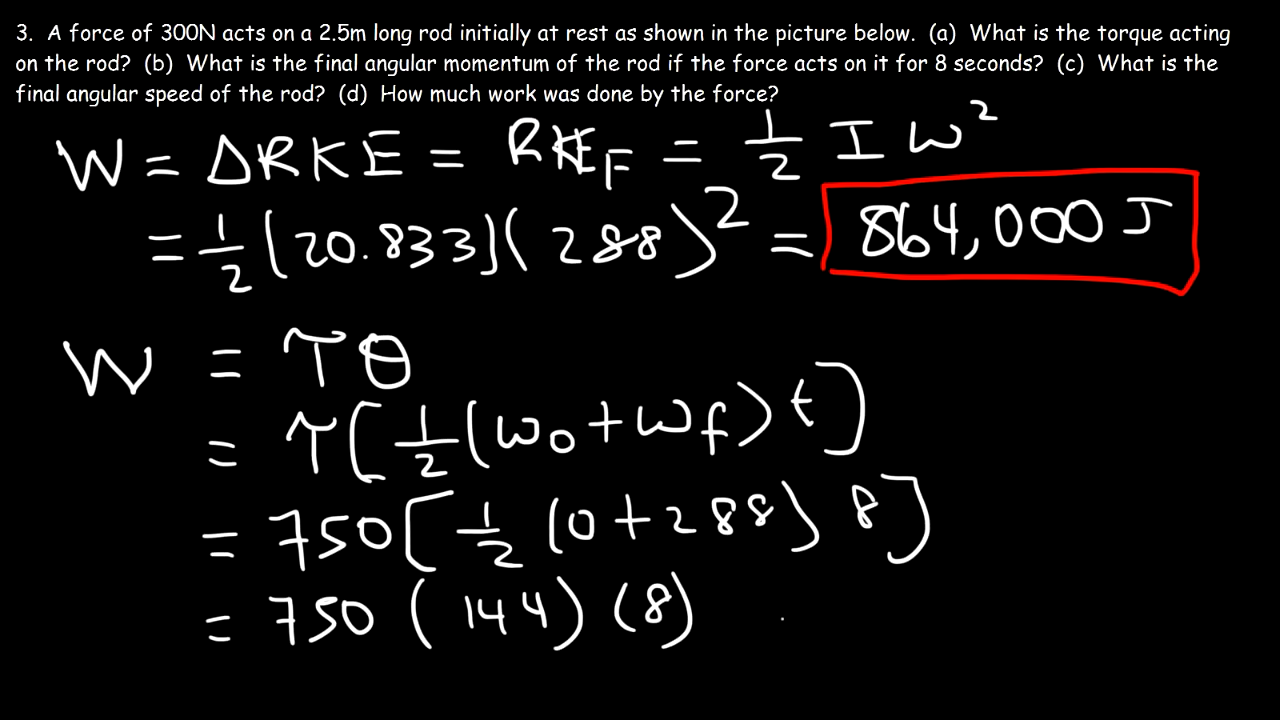 3. A force of 300N acts on a 2.5m long rod initially at rest as shown in the picture below. (a) What is the torque acting
on the rod? (b) What is the final angular momentum of the rod if the force acts on it for 8 seconds? (c) What is the
final angular speed of the rod? (d) How much work was done by the force?
W = ΔRKE = RKE_F = 1/2 I ω²
= 1/2 (20.833)(288)² = 864,000 J
W = τθ
= τ[1/2(ω₀+ω_f)t]
= 750[1/2(0+288)8]
= 750(144)(8)